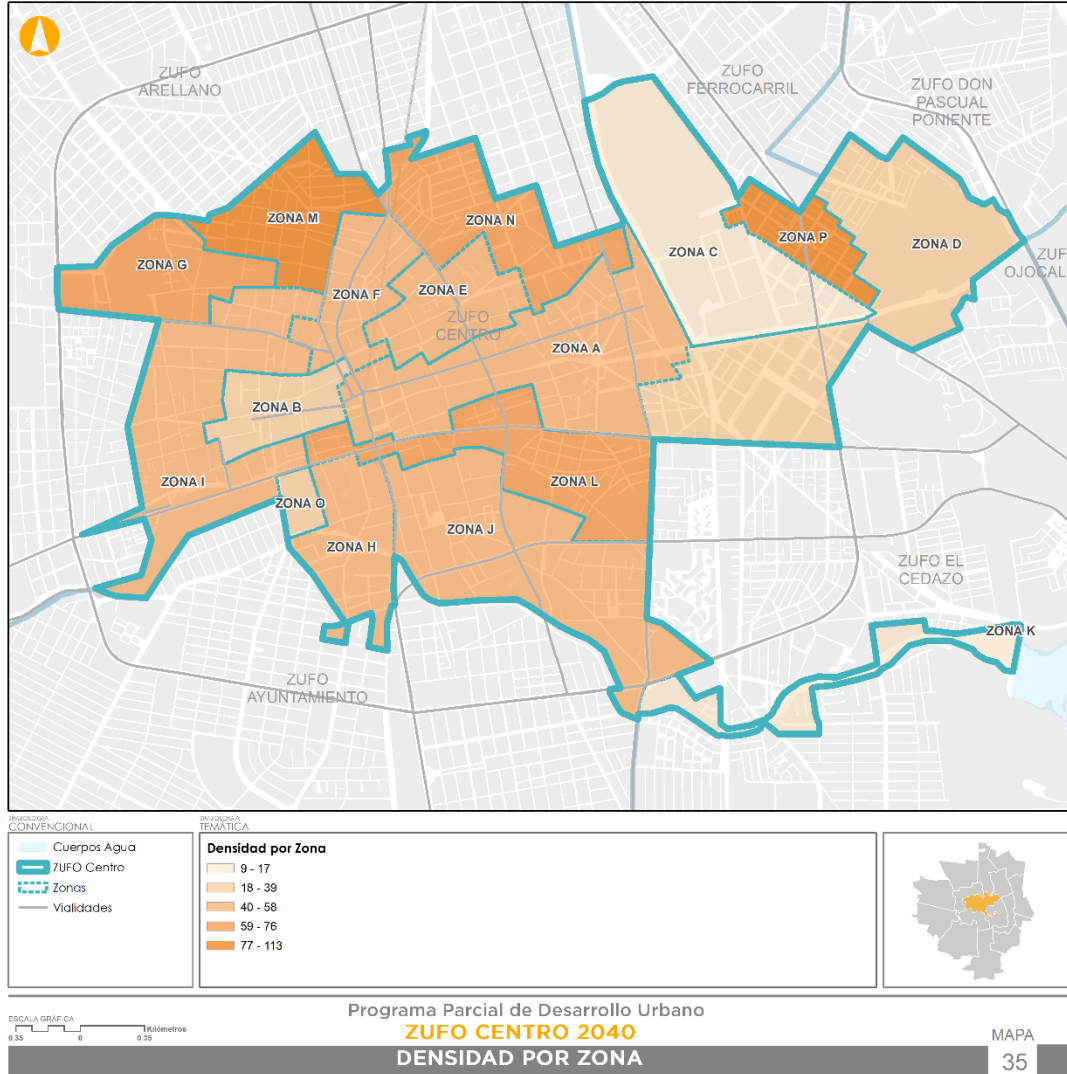 ZUFO
ARELLANO
ZUFO
FERROCARRIL
ZUFO DON
PASCUAL
PONIENTE
ZONA M
ZONA N
ZONA P
ZONA D
ZONA C
ZONA G
ZUF
OJOCAL
ZONA F
ZONA E
ZUFO
CENTRO
ZONA A
ZONA B
ZONA I
ZONA L
ZONA O
ZONA J
ZONA H
ZUFO EL
CEDAZO
ZONA K
ZUFO
AYUNTAMIENTO
SIMBOLOGÍA
CONVENCIONAL
Cuerpos Agua
ZUFO Centro
Zonas
Vialidades
SIMBOLOGÍA
TEMÁTICA
Densidad por Zona
9 - 17
18 - 39
40 - 58
59 - 76
77 - 113
ESCALA GRÁFICA
Kilómetros
0.35 0 0.35
Programa Parcial de Desarrollo Urbano
ZUFO CENTRO 2040
DENSIDAD POR ZONA
MAPA
35